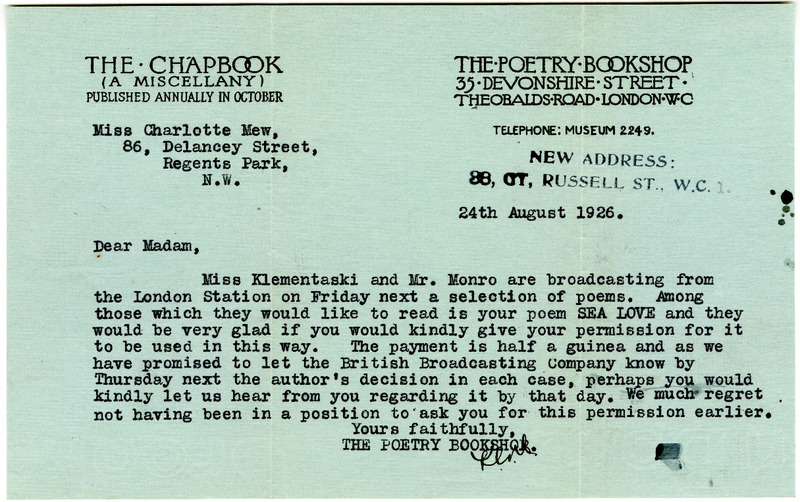 THE·CHAPBOOK
(A MISCELLANY)
PUBLISHED ANNUALLY IN OCTOBER
THE·POETRY·BOOKSHOP
35·DEVONSHIRE·STREET·
THEOBALDS·ROAD·LONDON·W·C
TELEPHONE: MUSEUM 2249.
NEW ADDRESS:
38, GT, RUSSELL ST., W.C.1.
24th August 1926.
Miss Charlotte Mew,
86, Delancey Street,
Regents Park,
N.W.
Dear Madam,
Miss Klementaski and Mr. Monro are broadcasting from
the London Station on Friday next a selection of poems. Among
those which they would like to read is your poem SEA LOVE and they
would be very glad if you would kindly give your permission for it
to be used in this way. The payment is half a guinea and as we
have promised to let the British Broadcasting Company know by
Thursday next the author's decision in each case, perhaps you would
kindly let us hear from you regarding it by that day. We much regret
not having been in a position to ask you for this permission earlier.
Yours faithfully,
THE POETRY BOOKSHOP.